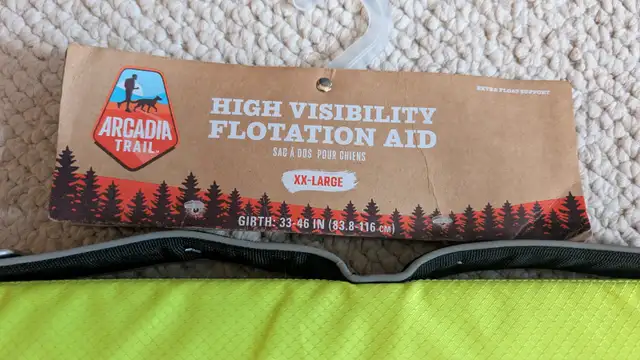 EXTRA FLOAT SUPPORT
HIGH VISIBILITY
FLOTATION AID
SAC À DOS POUR CHIENS
ARCADIA
TRAIL
XX-LARGE
GIRTH: 33-46 IN (83.8-116 CM)